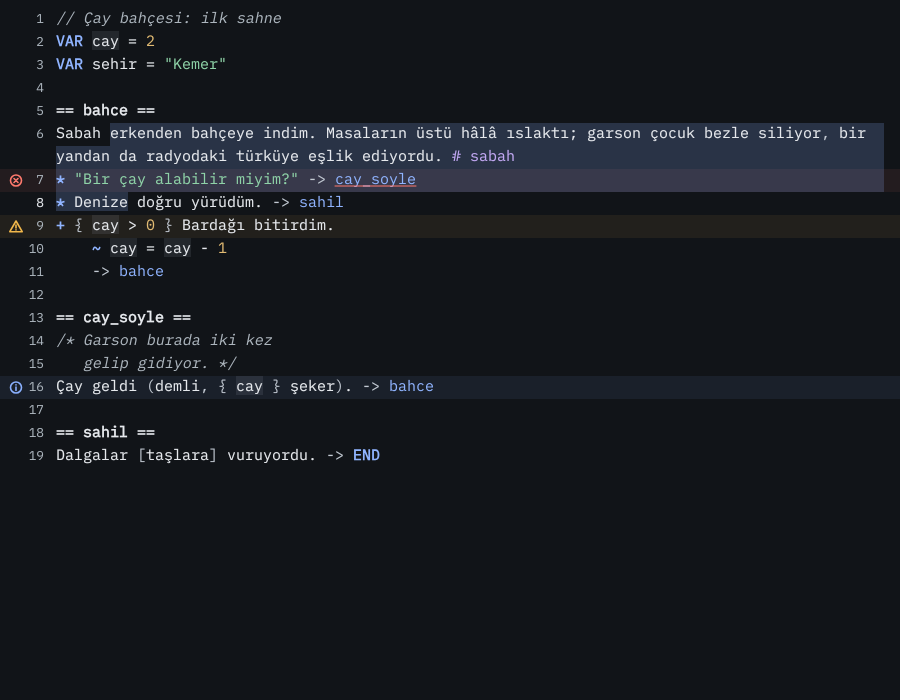 1 // Çay bahçesi: ilk sahne
2 VAR cay = 2
3 VAR sehir = "Kemer"
4
5 == bahce ==
6 Sabah erkenden bahçeye indim. Masaların üstü hâlâ ıslaktı; garson çocuk bezle siliyor, bir
yandan da radyodaki türküye eşlik ediyordu. # sabah
7 * "Bir çay alabilir miyim?" -> cay_soyle
8 * Denize doğru yürüdüm. -> sahil
9 + { cay > 0 } Bardağı bitirdim.
10 ~ cay = cay - 1
11 -> bahce
12
13 == cay_soyle ==
14 /* Garson burada iki kez
15 gelip gidiyor. */
16 Çay geldi (demli, { cay } şeker). -> bahce
17
18 == sahil ==
19 Dalgalar [taşlara] vuruyordu. -> END